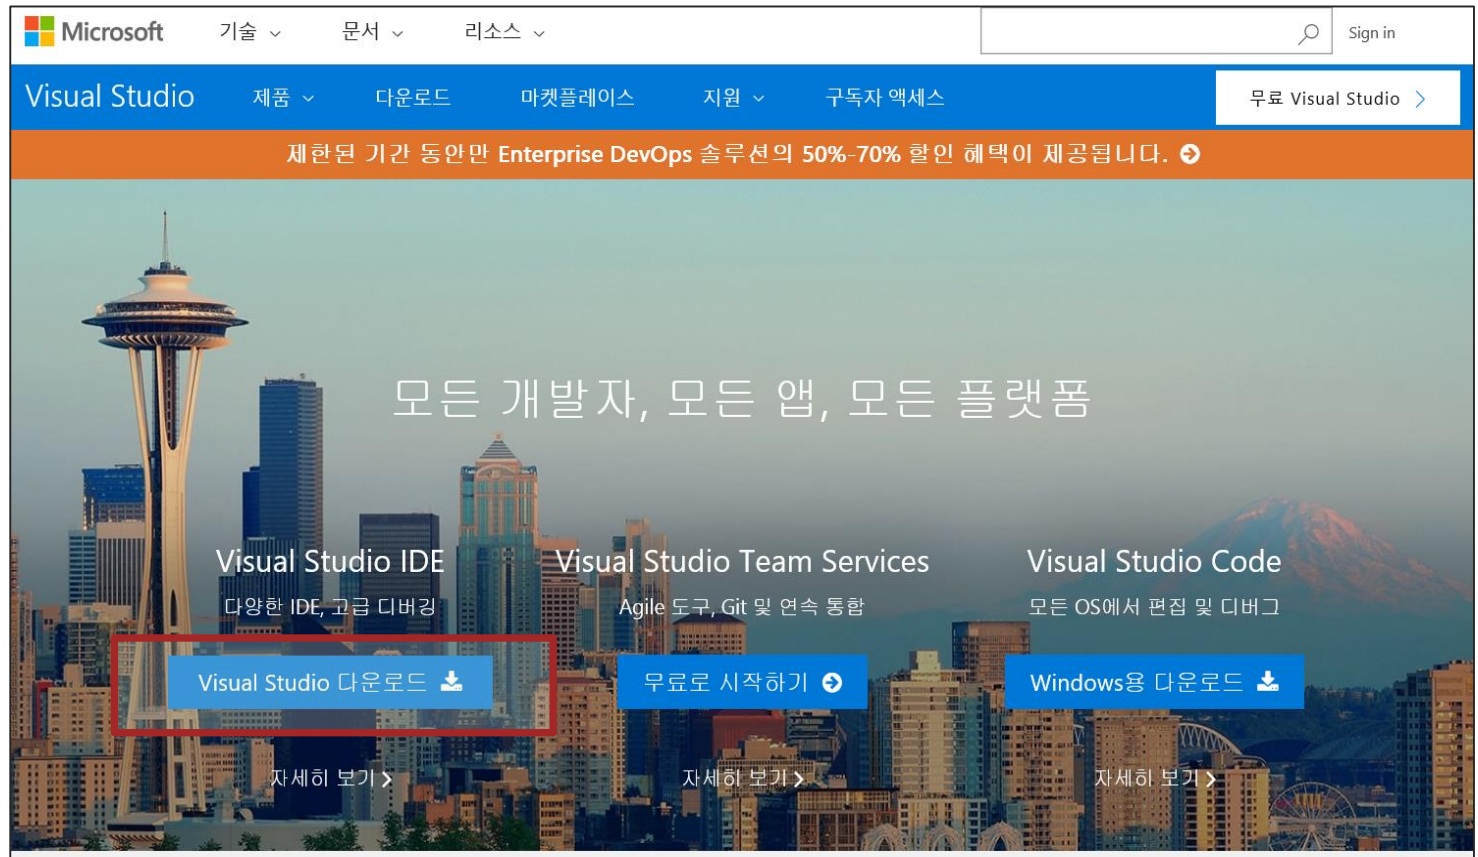 Microsoft 기술 문서 리소스 Sign in
Visual Studio 제품 다운로드 마켓플레이스 지원 구독자 액세스 무료 Visual Studio
제한된 기간 동안만 Enterprise DevOps 솔루션의 50%-70% 할인 혜택이 제공됩니다.
모든 개발자, 모든 앱, 모든 플랫폼
Visual Studio IDE
다양한 IDE, 고급 디버깅
Visual Studio 다운로드
자세히 보기
Visual Studio Team Services
Agile 도구, Git 및 연속 통합
무료로 시작하기
자세히 보기
Visual Studio Code
모든 OS에서 편집 및 디버그
Windows용 다운로드
자세히 보기